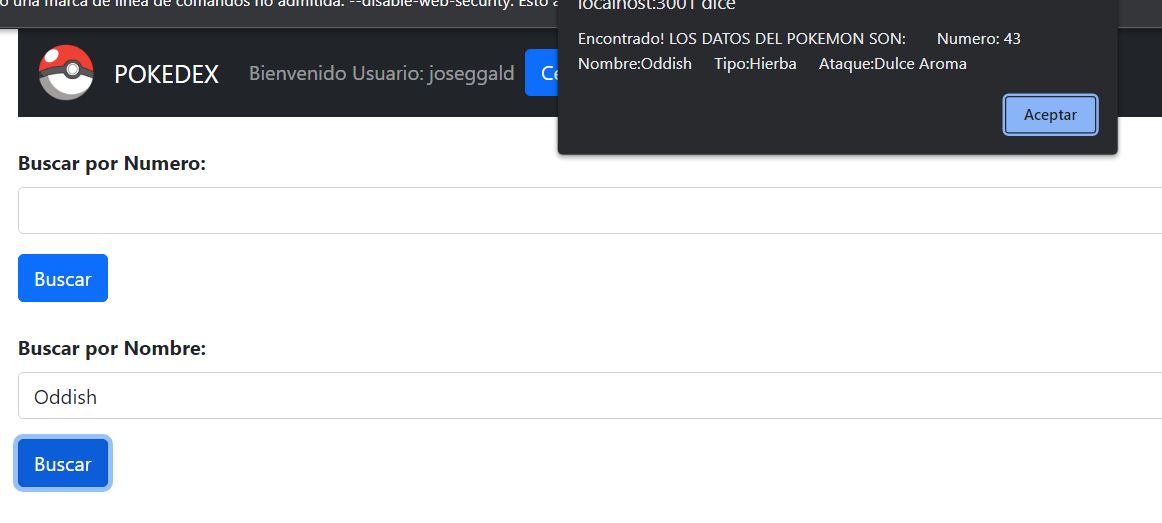 o una marca de línea de comandos no admitida: --disable-web-security. Esto a
localhost:3001 dice
Encontrado! LOS DATOS DEL POKEMON SON: Numero: 43
Nombre:Oddish Tipo:Hierba Ataque:Dulce Aroma
Aceptar
POKEDEX Bienvenido Usuario: joseggald Ce
Buscar por Numero:
Buscar
Buscar por Nombre:
Oddish
Buscar